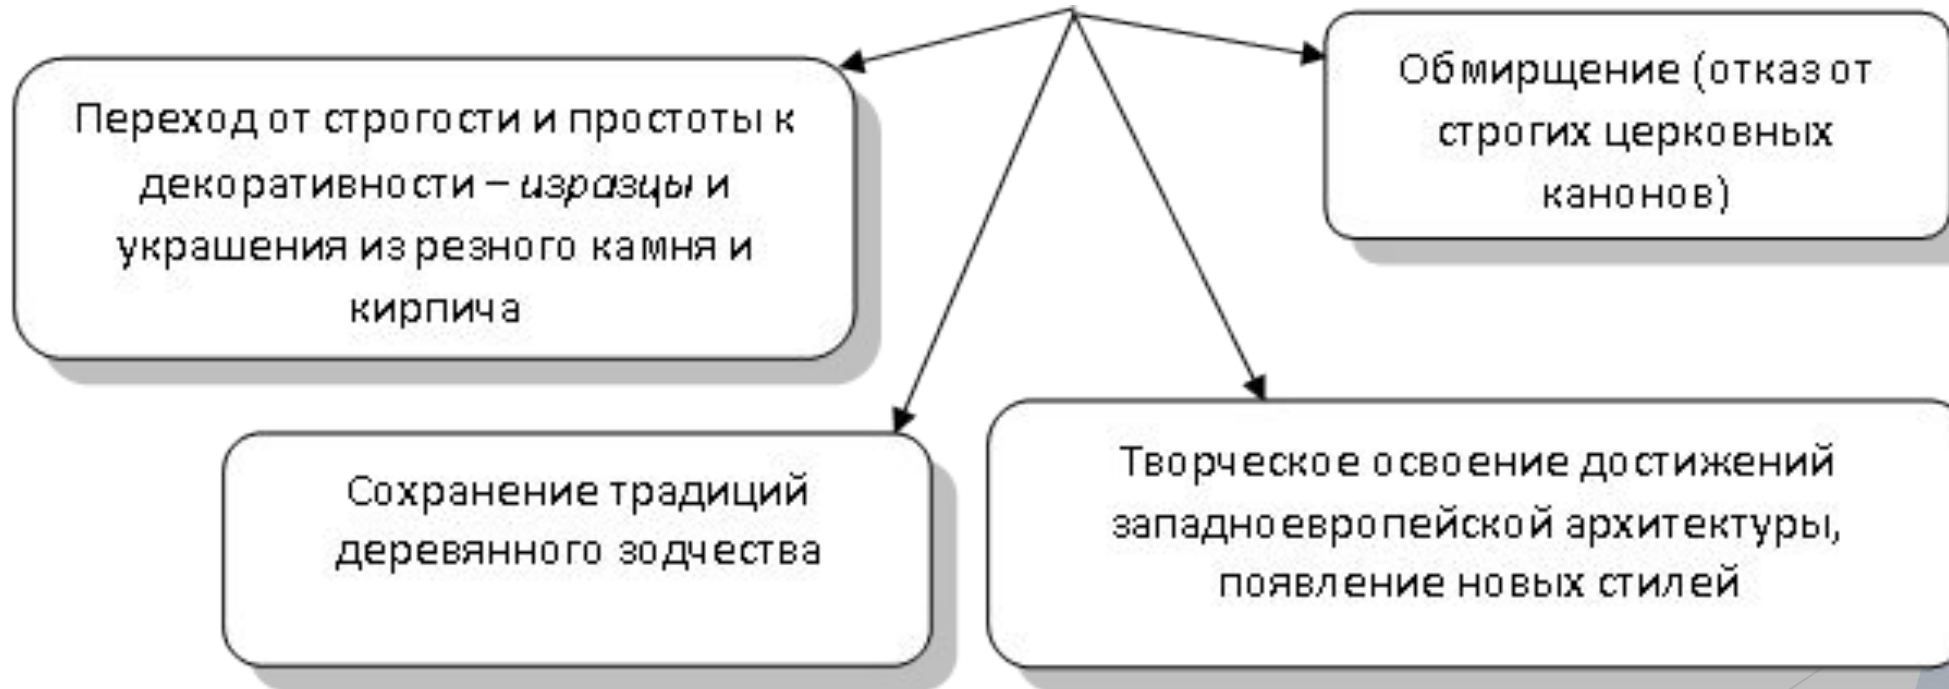 Переход от строгости и простоты к
декоративности – изразцы и
украшения из резного камня и
кирпича
Обмирщение (отказ от
строгих церковных
канонов)
Сохранение традиций
деревянного зодчества
Творческое освоение достижений
западноевропейской архитектуры,
появление новых стилей